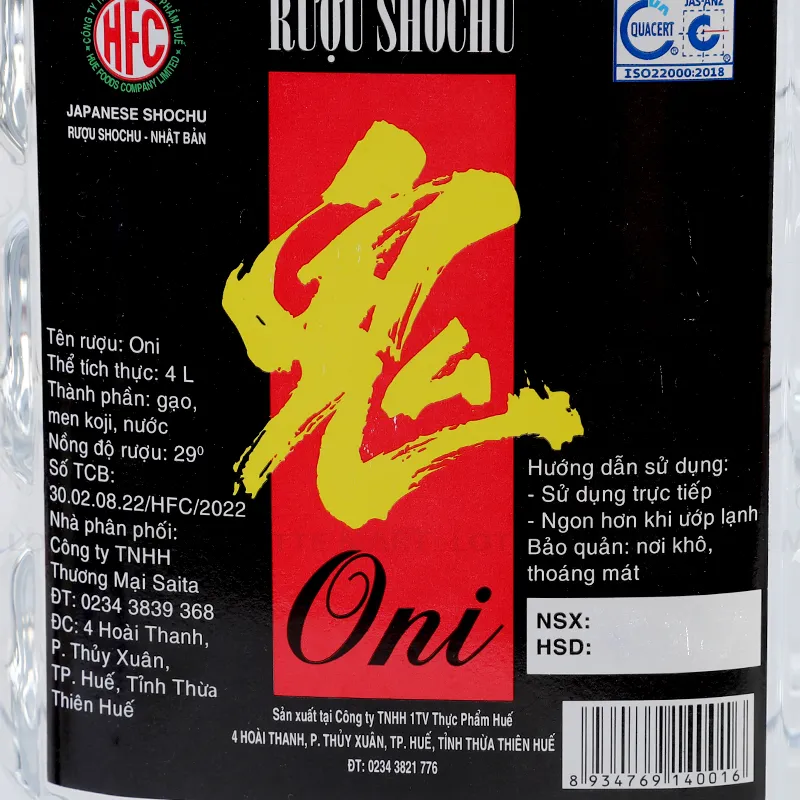 RƯỢU SHOCHU
HFC
HUE FOODS COMPANY LIMITED
JAPANESE SHOCHU
RƯỢU SHOCHU - NHẬT BẢN
QUACERT
JAS-ANZ
ISO22000:2018
鬼
Oni
Tên rượu: Oni
Thể tích thực: 4 L
Thành phần: gạo,
men koji, nước
Nồng độ rượu: 29º
Số TCB:
30.02.08.22/HFC/2022
Nhà phân phối:
Công ty TNHH
Thương Mại Saita
ĐT: 0234 3839 368
ĐC: 4 Hoài Thanh,
P. Thủy Xuân,
TP. Huế, Tỉnh Thừa
Thiên Huế
Hướng dẫn sử dụng:
- Sử dụng trực tiếp
- Ngon hơn khi ướp lạnh
Bảo quản: nơi khô,
thoáng mát
NSX:
HSD:
Sản xuất tại Công ty TNHH 1TV Thực Phẩm Huế
4 HOÀI THANH, P. THỦY XUÂN, TP. HUẾ, TỈNH THỪA THIÊN HUẾ
ĐT: 0234 3821 776
8 934769 140016